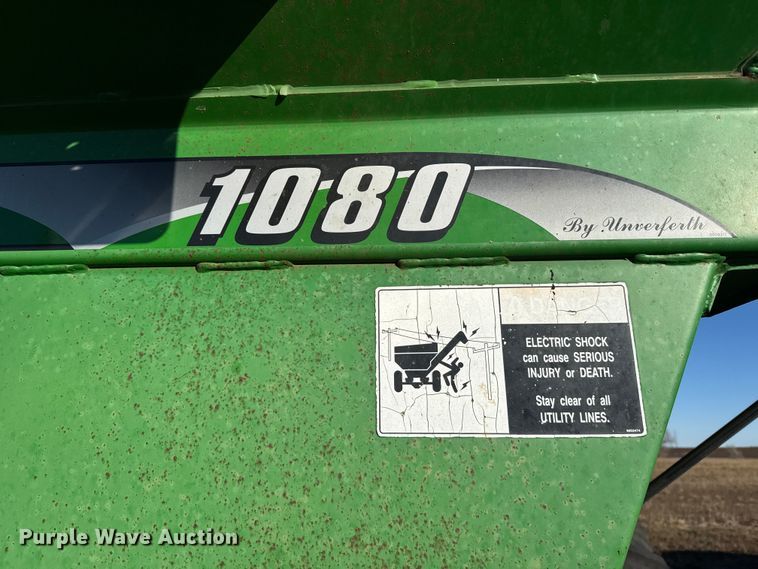 1080
By Unverferth
DANGER
ELECTRIC SHOCK
can cause SERIOUS
INJURY or DEATH.
Stay clear of all
UTILITY LINES.
Purple Wave Auction